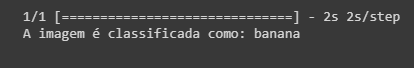 1/1 [==============================] - 2s 2s/step
A imagem é classificada como: banana